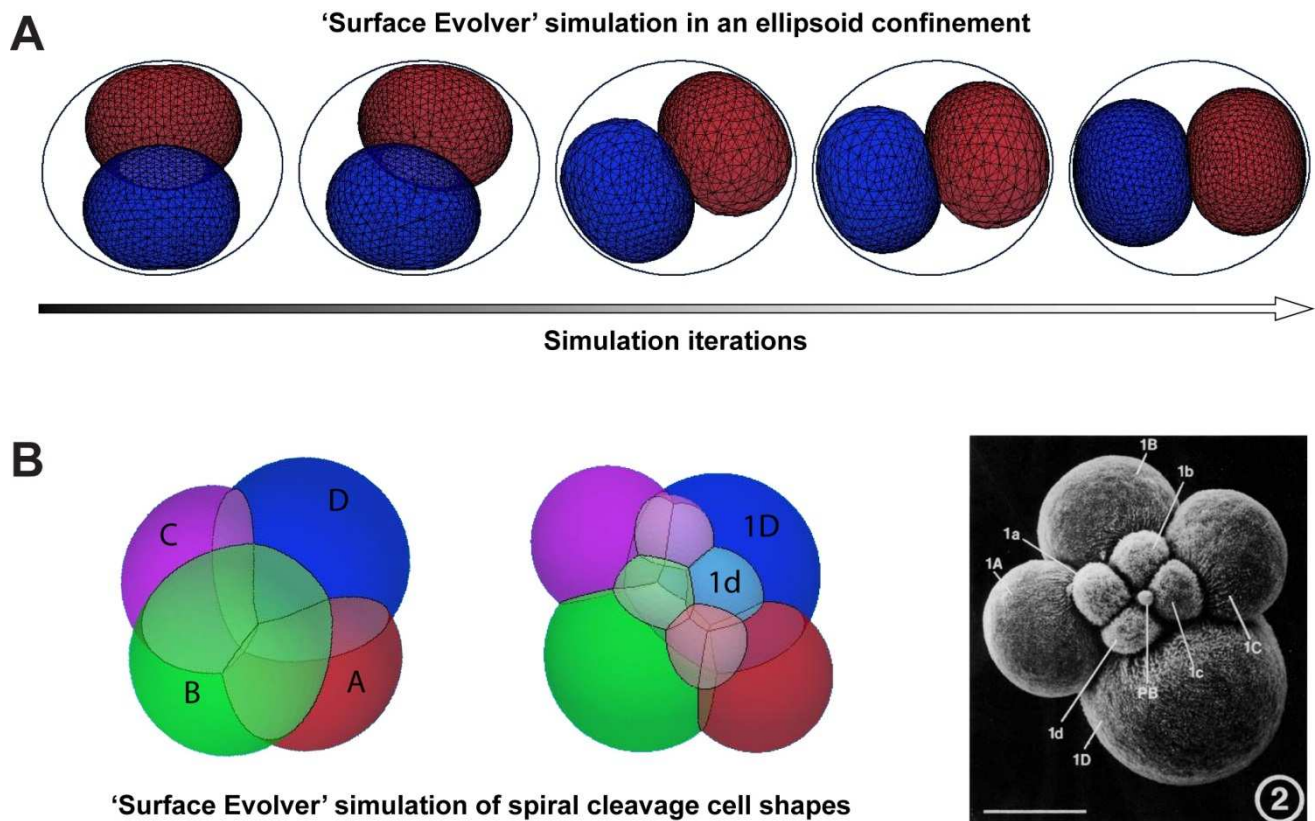 A
‘Surface Evolver’ simulation in an ellipsoid confinement
Simulation iterations
B
C
D
B
A
1D
1d
1B
1b
1a
1A
1C
1c
PB
1d
1D
2
‘Surface Evolver’ simulation of spiral cleavage cell shapes